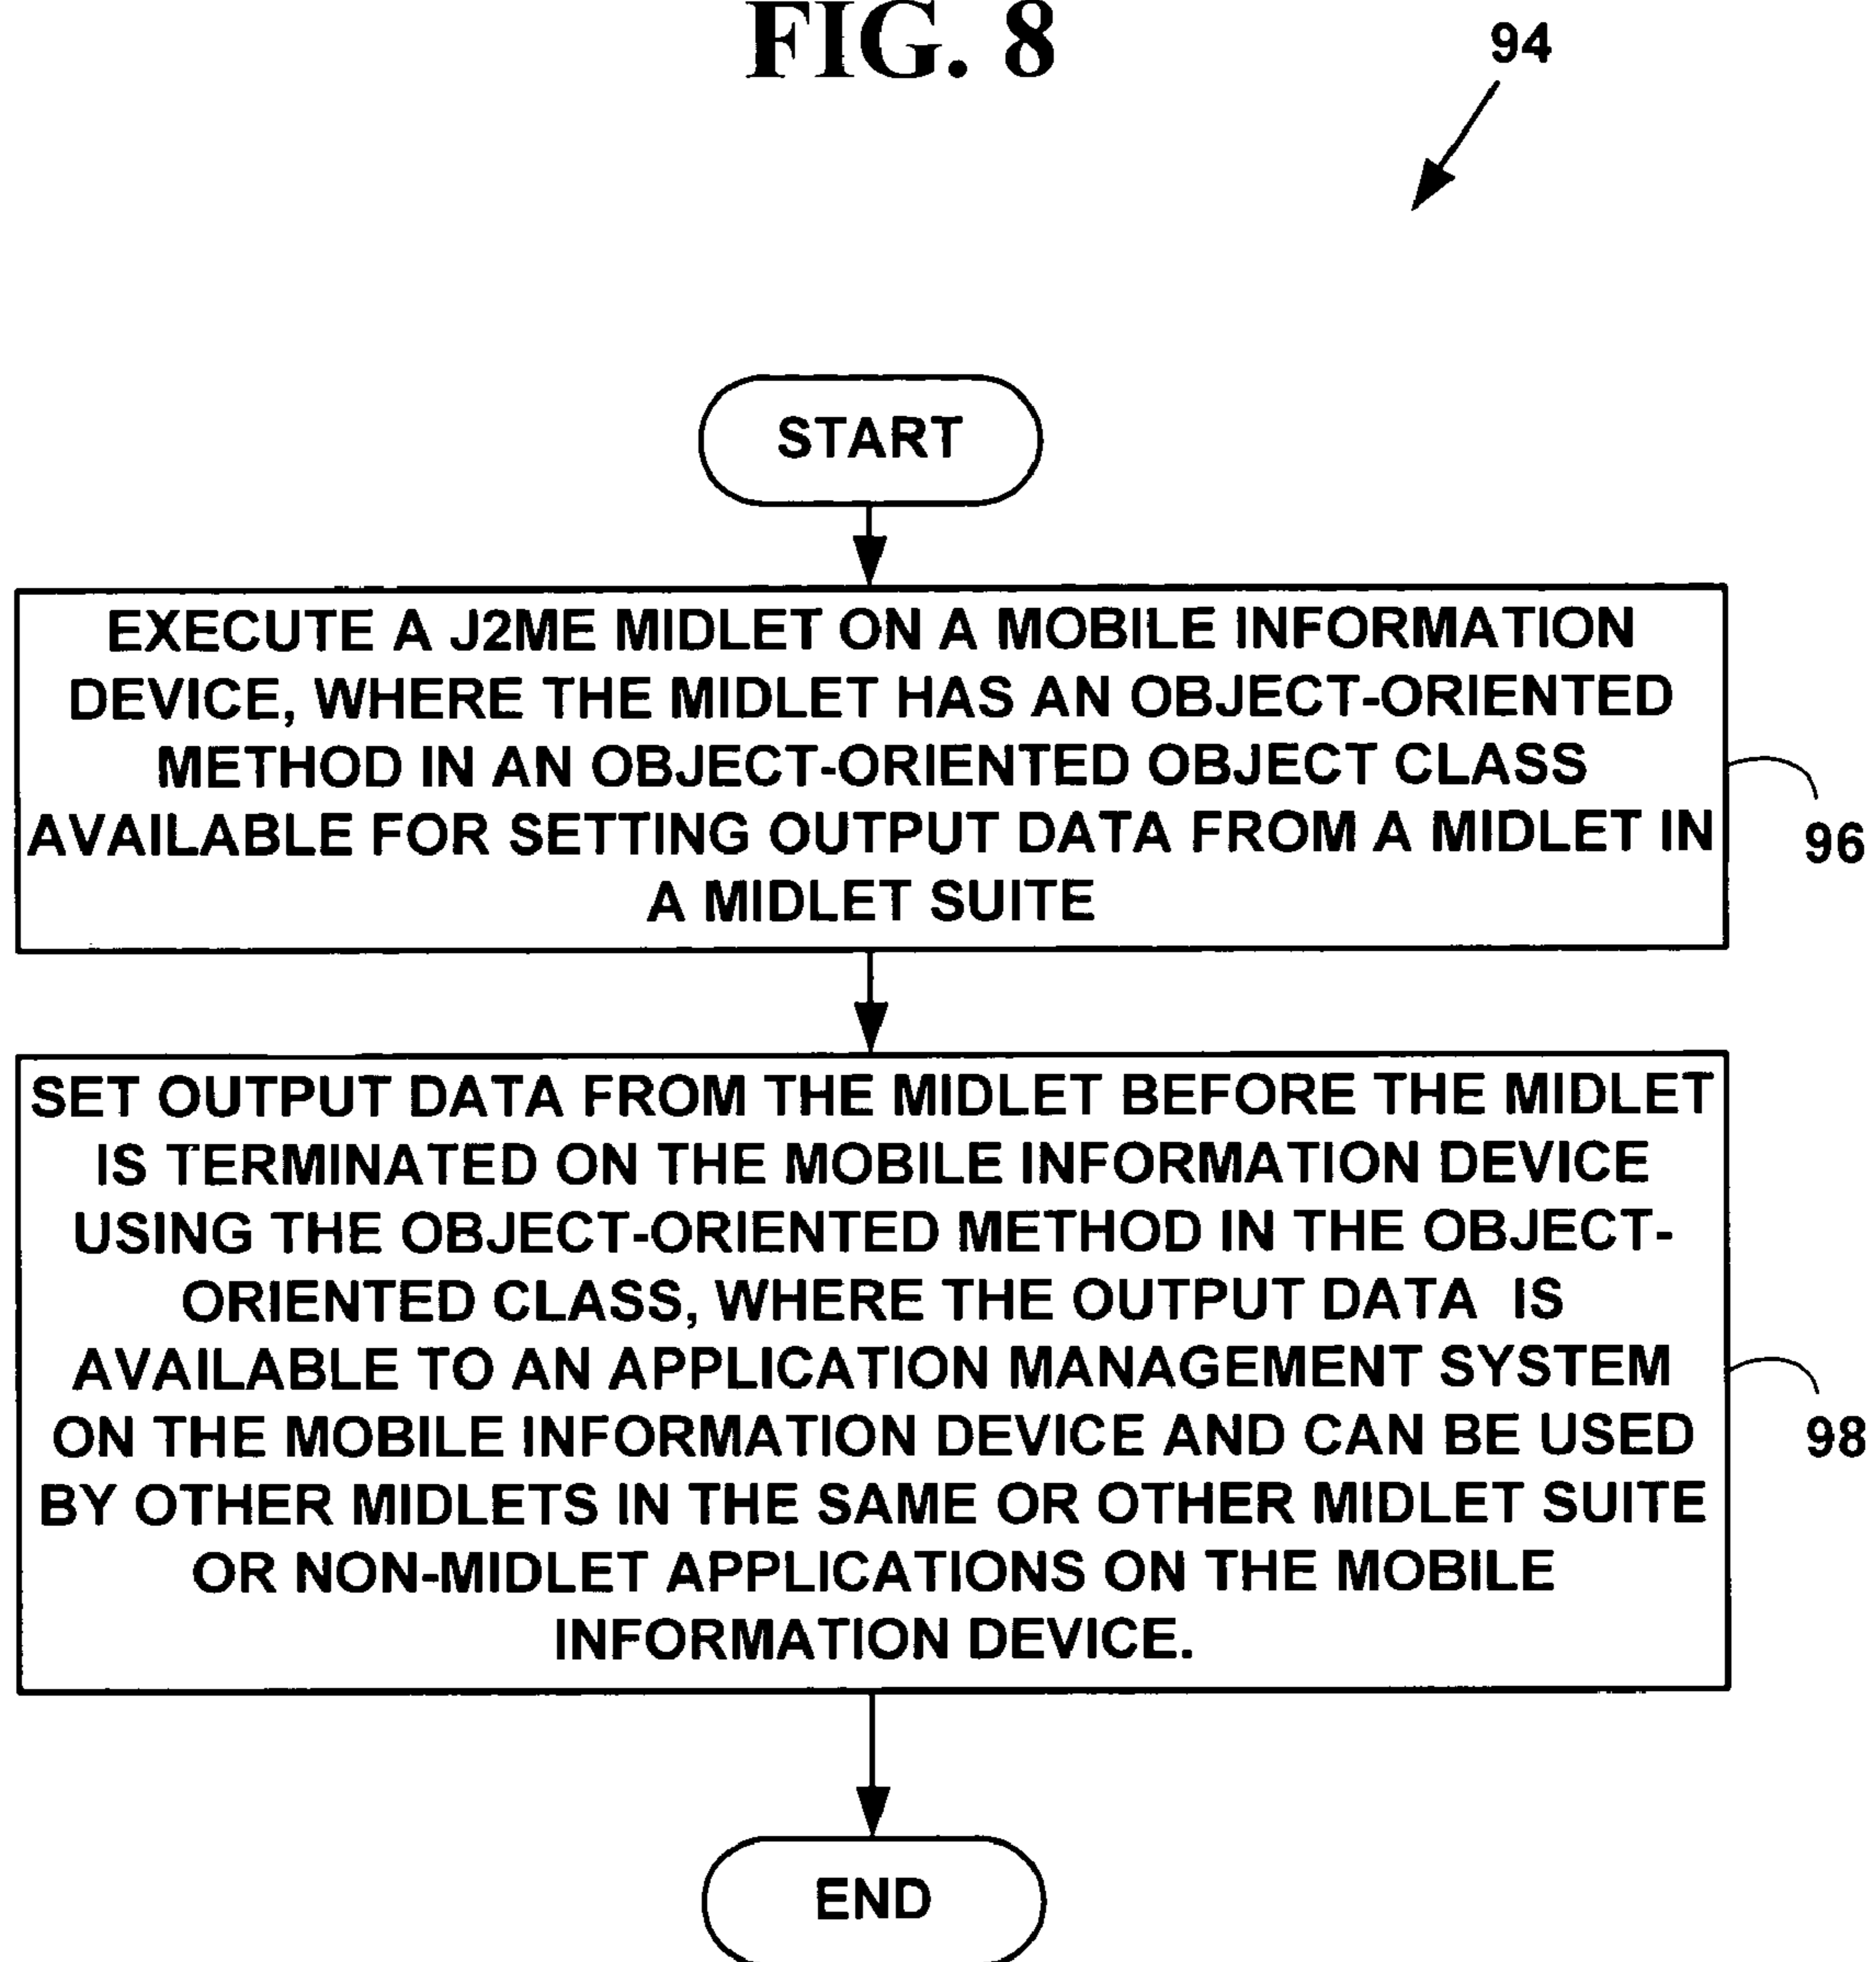 FIG. 8
94
START
EXECUTE A J2ME MIDLET ON A MOBILE INFORMATION
DEVICE, WHERE THE MIDLET HAS AN OBJECT-ORIENTED
METHOD IN AN OBJECT-ORIENTED OBJECT CLASS
AVAILABLE FOR SETTING OUTPUT DATA FROM A MIDLET IN
A MIDLET SUITE
96
SET OUTPUT DATA FROM THE MIDLET BEFORE THE MIDLET
IS TERMINATED ON THE MOBILE INFORMATION DEVICE
USING THE OBJECT-ORIENTED METHOD IN THE OBJECT-
ORIENTED CLASS, WHERE THE OUTPUT DATA IS
AVAILABLE TO AN APPLICATION MANAGEMENT SYSTEM
ON THE MOBILE INFORMATION DEVICE AND CAN BE USED
BY OTHER MIDLETS IN THE SAME OR OTHER MIDLET SUITE
OR NON-MIDLET APPLICATIONS ON THE MOBILE
INFORMATION DEVICE.
98
END